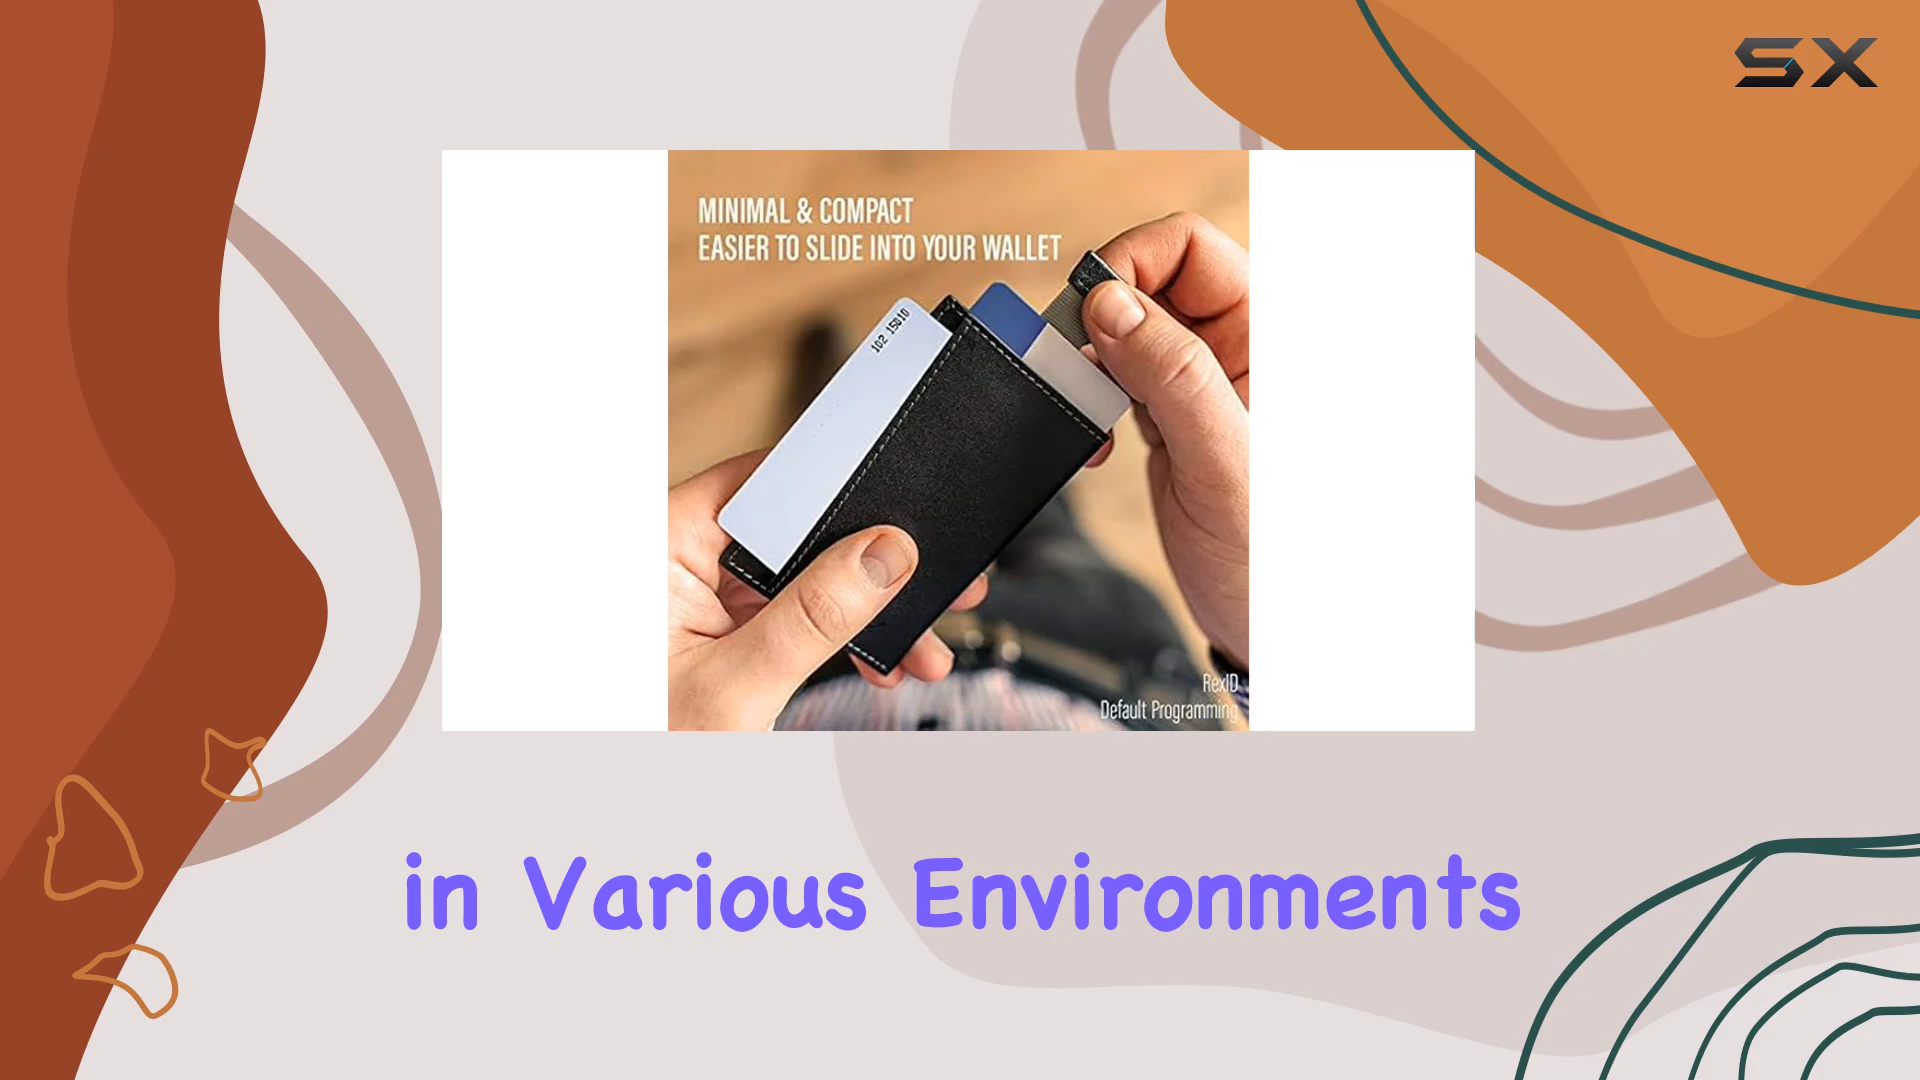 SX
MINIMAL & COMPACT
EASIER TO SLIDE INTO YOUR WALLET
102 15010
RexID
Default Programming
in Various Environments